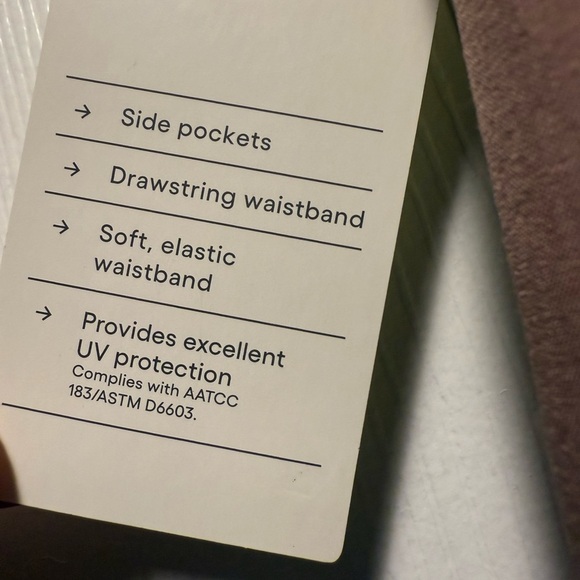 → Side pockets
→ Drawstring waistband
→ Soft, elastic
waistband
→ Provides excellent
UV protection
Complies with AATCC
183/ASTM D6603.